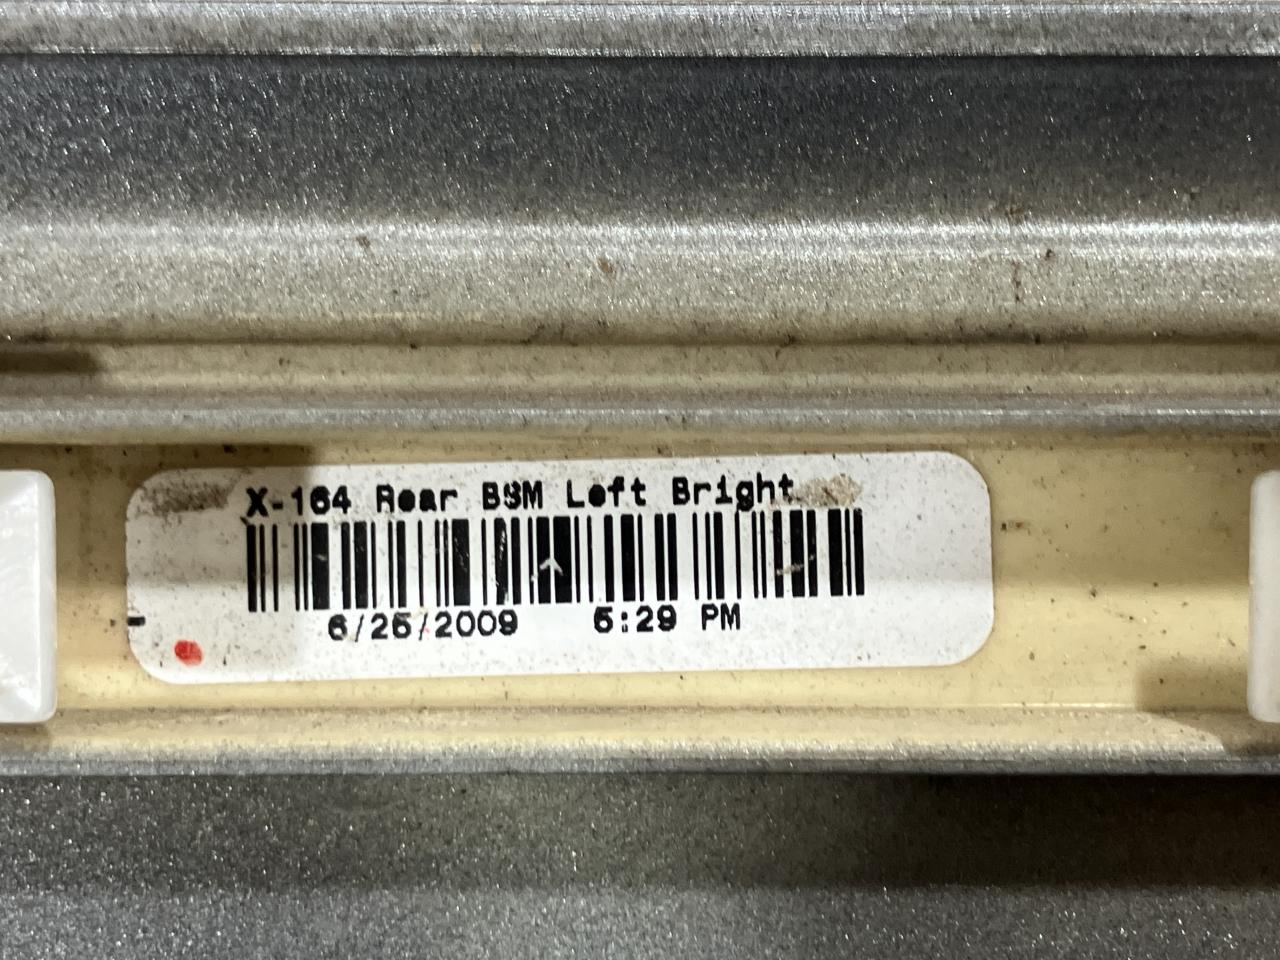 X-164 Rear BSM Left Bright
6/25/2009 5:29 PM